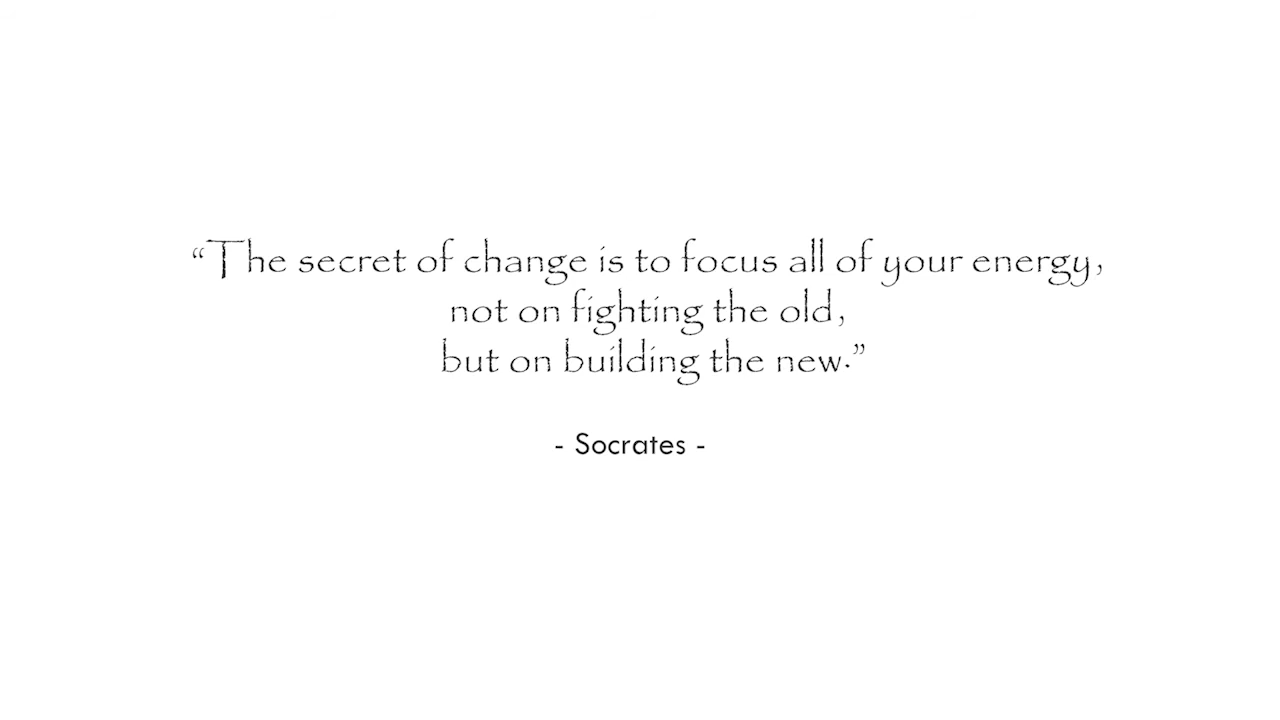 “The secret of change is to focus all of your energy,
not on fighting the old,
but on building the new.”
- Socrates -